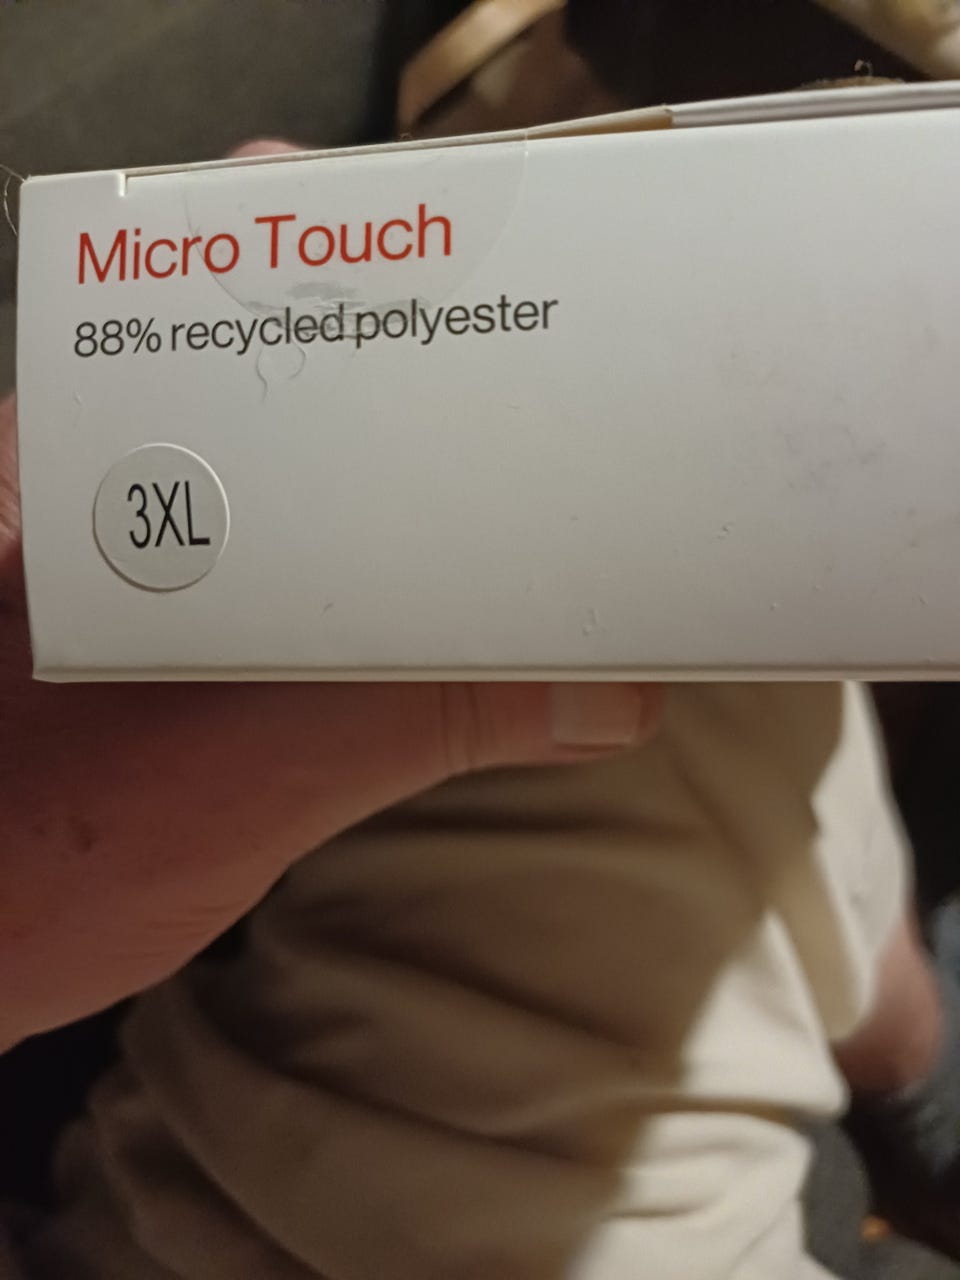 Micro Touch
88% recycled polyester
3XL